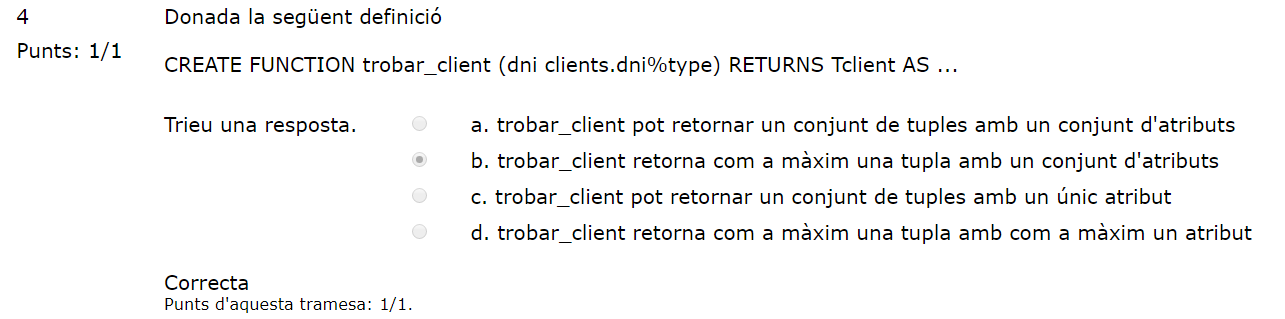 4
Punts: 1/1
Donada la següent definició
CREATE FUNCTION trobar_client (dni clients.dni%type) RETURNS Tclient AS ...
Trieu una resposta.
a. trobar_client pot retornar un conjunt de tuples amb un conjunt d'atributs
b. trobar_client retorna com a màxim una tupla amb un conjunt d'atributs
c. trobar_client pot retornar un conjunt de tuples amb un únic atribut
d. trobar_client retorna com a màxim una tupla amb com a màxim un atribut
Correcta
Punts d'aquesta tramesa: 1/1.